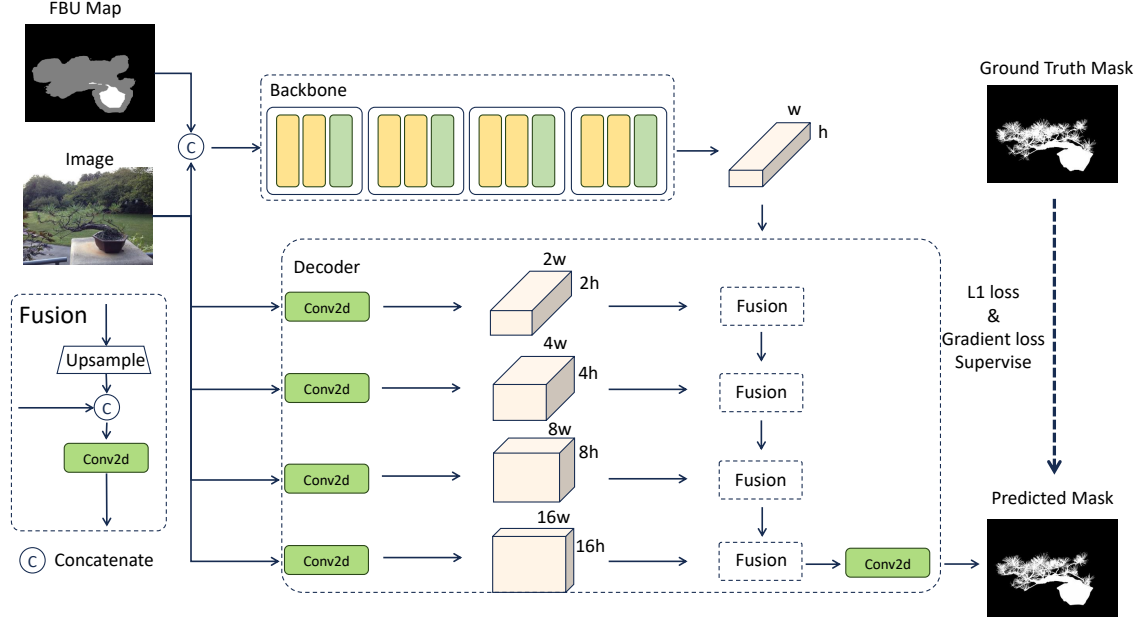 FBU Map
Image
Backbone
C
w
h
Ground Truth Mask
Decoder
Conv2d
2w
2h
Fusion
Conv2d
4w
4h
Fusion
Conv2d
8w
8h
Fusion
Conv2d
16w
16h
Fusion
Conv2d
L1 loss
&
Gradient loss
Supervise
Predicted Mask
Fusion
Upsample
C
Conv2d
C Concatenate